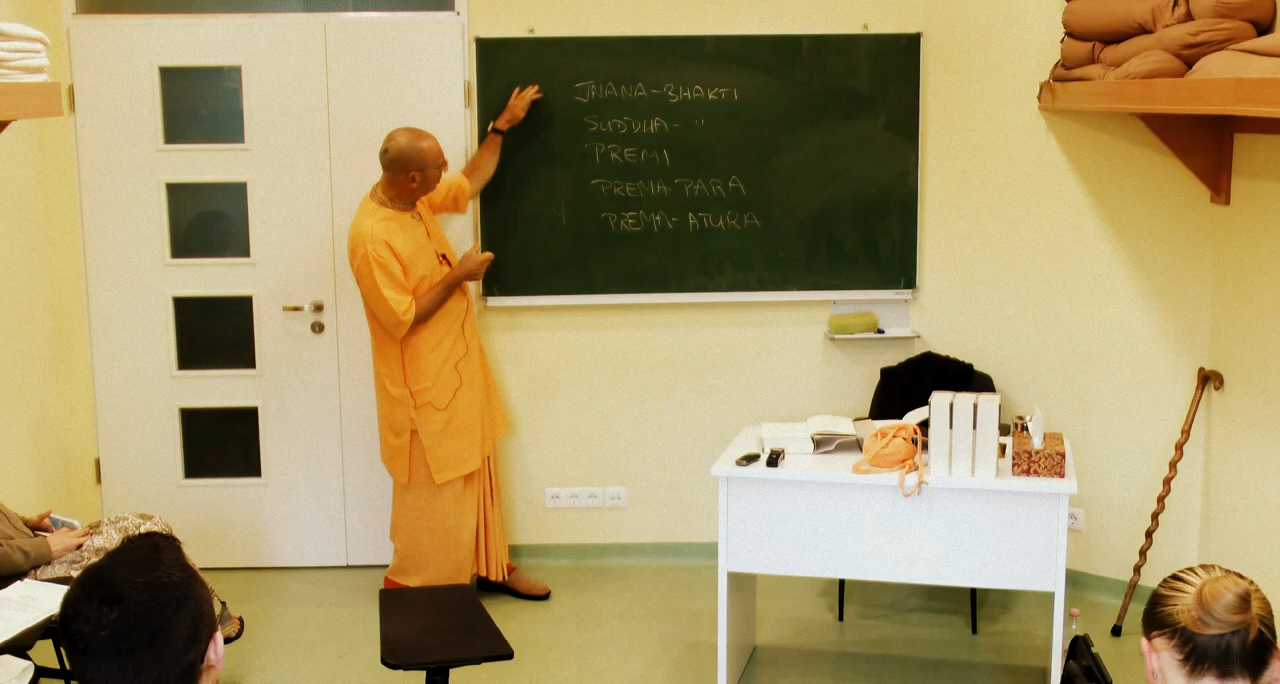 JNANA-BHAKTI
SUDDHA- "
PREMI
PREMA-PARA
PREMA-ATURA